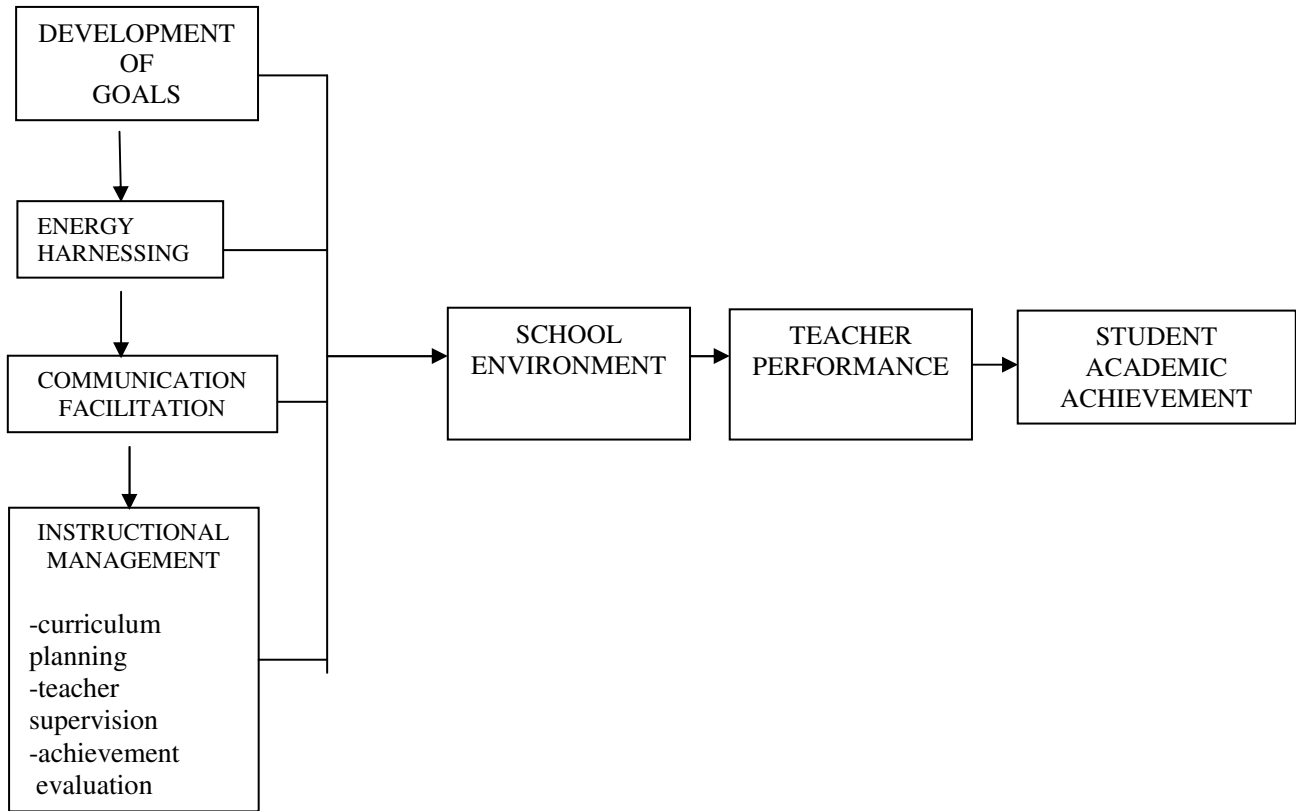 DEVELOPMENT
OF
GOALS
ENERGY
HARNESSING
COMMUNICATION
FACILITATION
INSTRUCTIONAL
MANAGEMENT
-curriculum
planning
-teacher
supervision
-achievement
evaluation
SCHOOL
ENVIRONMENT
TEACHER
PERFORMANCE
STUDENT
ACADEMIC
ACHIEVEMENT